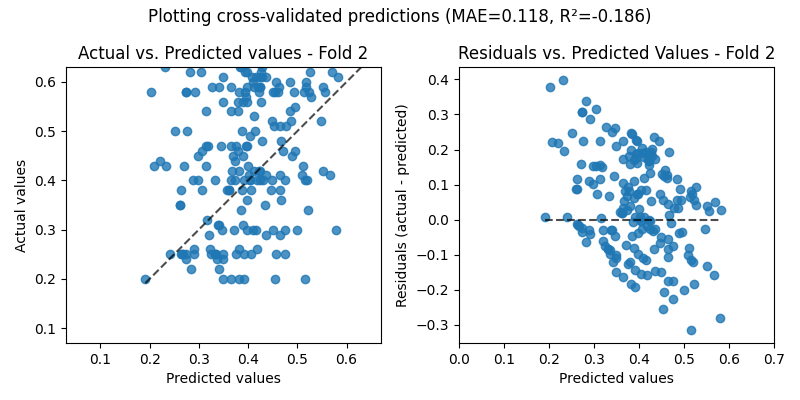 Plotting cross-validated predictions (MAE=0.118, R²=-0.186)
Actual vs. Predicted values - Fold 2
Residuals vs. Predicted Values - Fold 2
Actual values
0.6
0.5
0.4
0.3
0.2
0.1
0.1 0.2 0.3 0.4 0.5 0.6
Predicted values
Residuals (actual - predicted)
0.4
0.3
0.2
0.1
0.0
−0.1
−0.2
−0.3
0.0 0.1 0.2 0.3 0.4 0.5 0.6 0.7
Predicted values